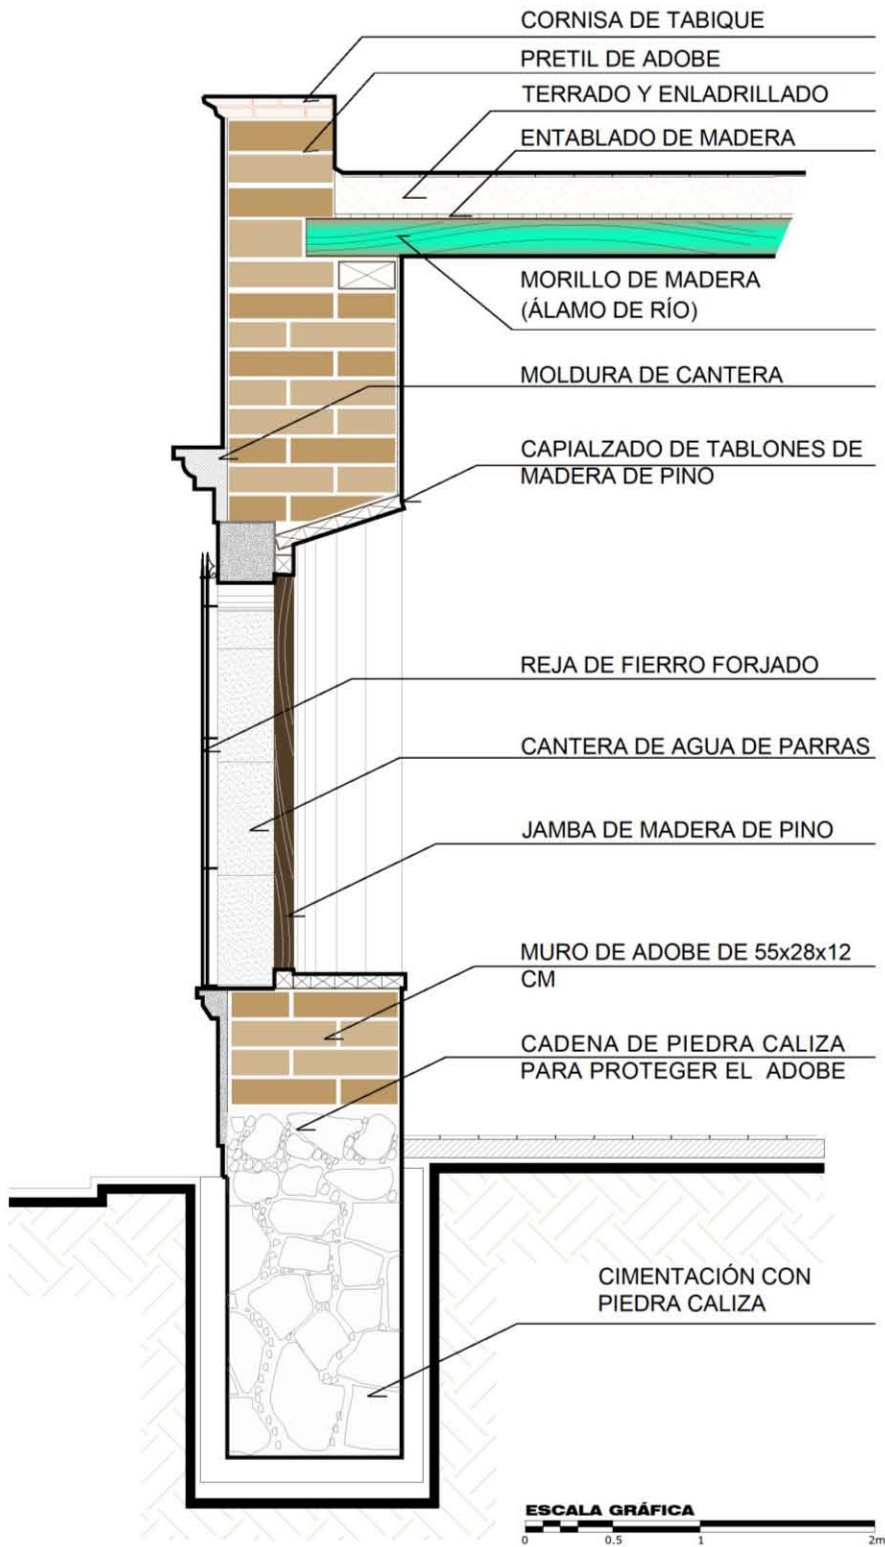 CORNISA DE TABIQUE
PRETIL DE ADOBE
TERRADO Y ENLADRILLADO
ENTABLADO DE MADERA
MORILLO DE MADERA
(ÁLAMO DE RÍO)
MOLDURA DE CANTERA
CAPIALZADO DE TABLONES DE
MADERA DE PINO
REJA DE FIERRO FORJADO
CANTERA DE AGUA DE PARRAS
JAMBA DE MADERA DE PINO
MURO DE ADOBE DE 55x28x12
CM
CADENA DE PIEDRA CALIZA
PARA PROTEGER EL ADOBE
CIMENTACIÓN CON
PIEDRA CALIZA
ESCALA GRÁFICA
0 0.5 1 2m